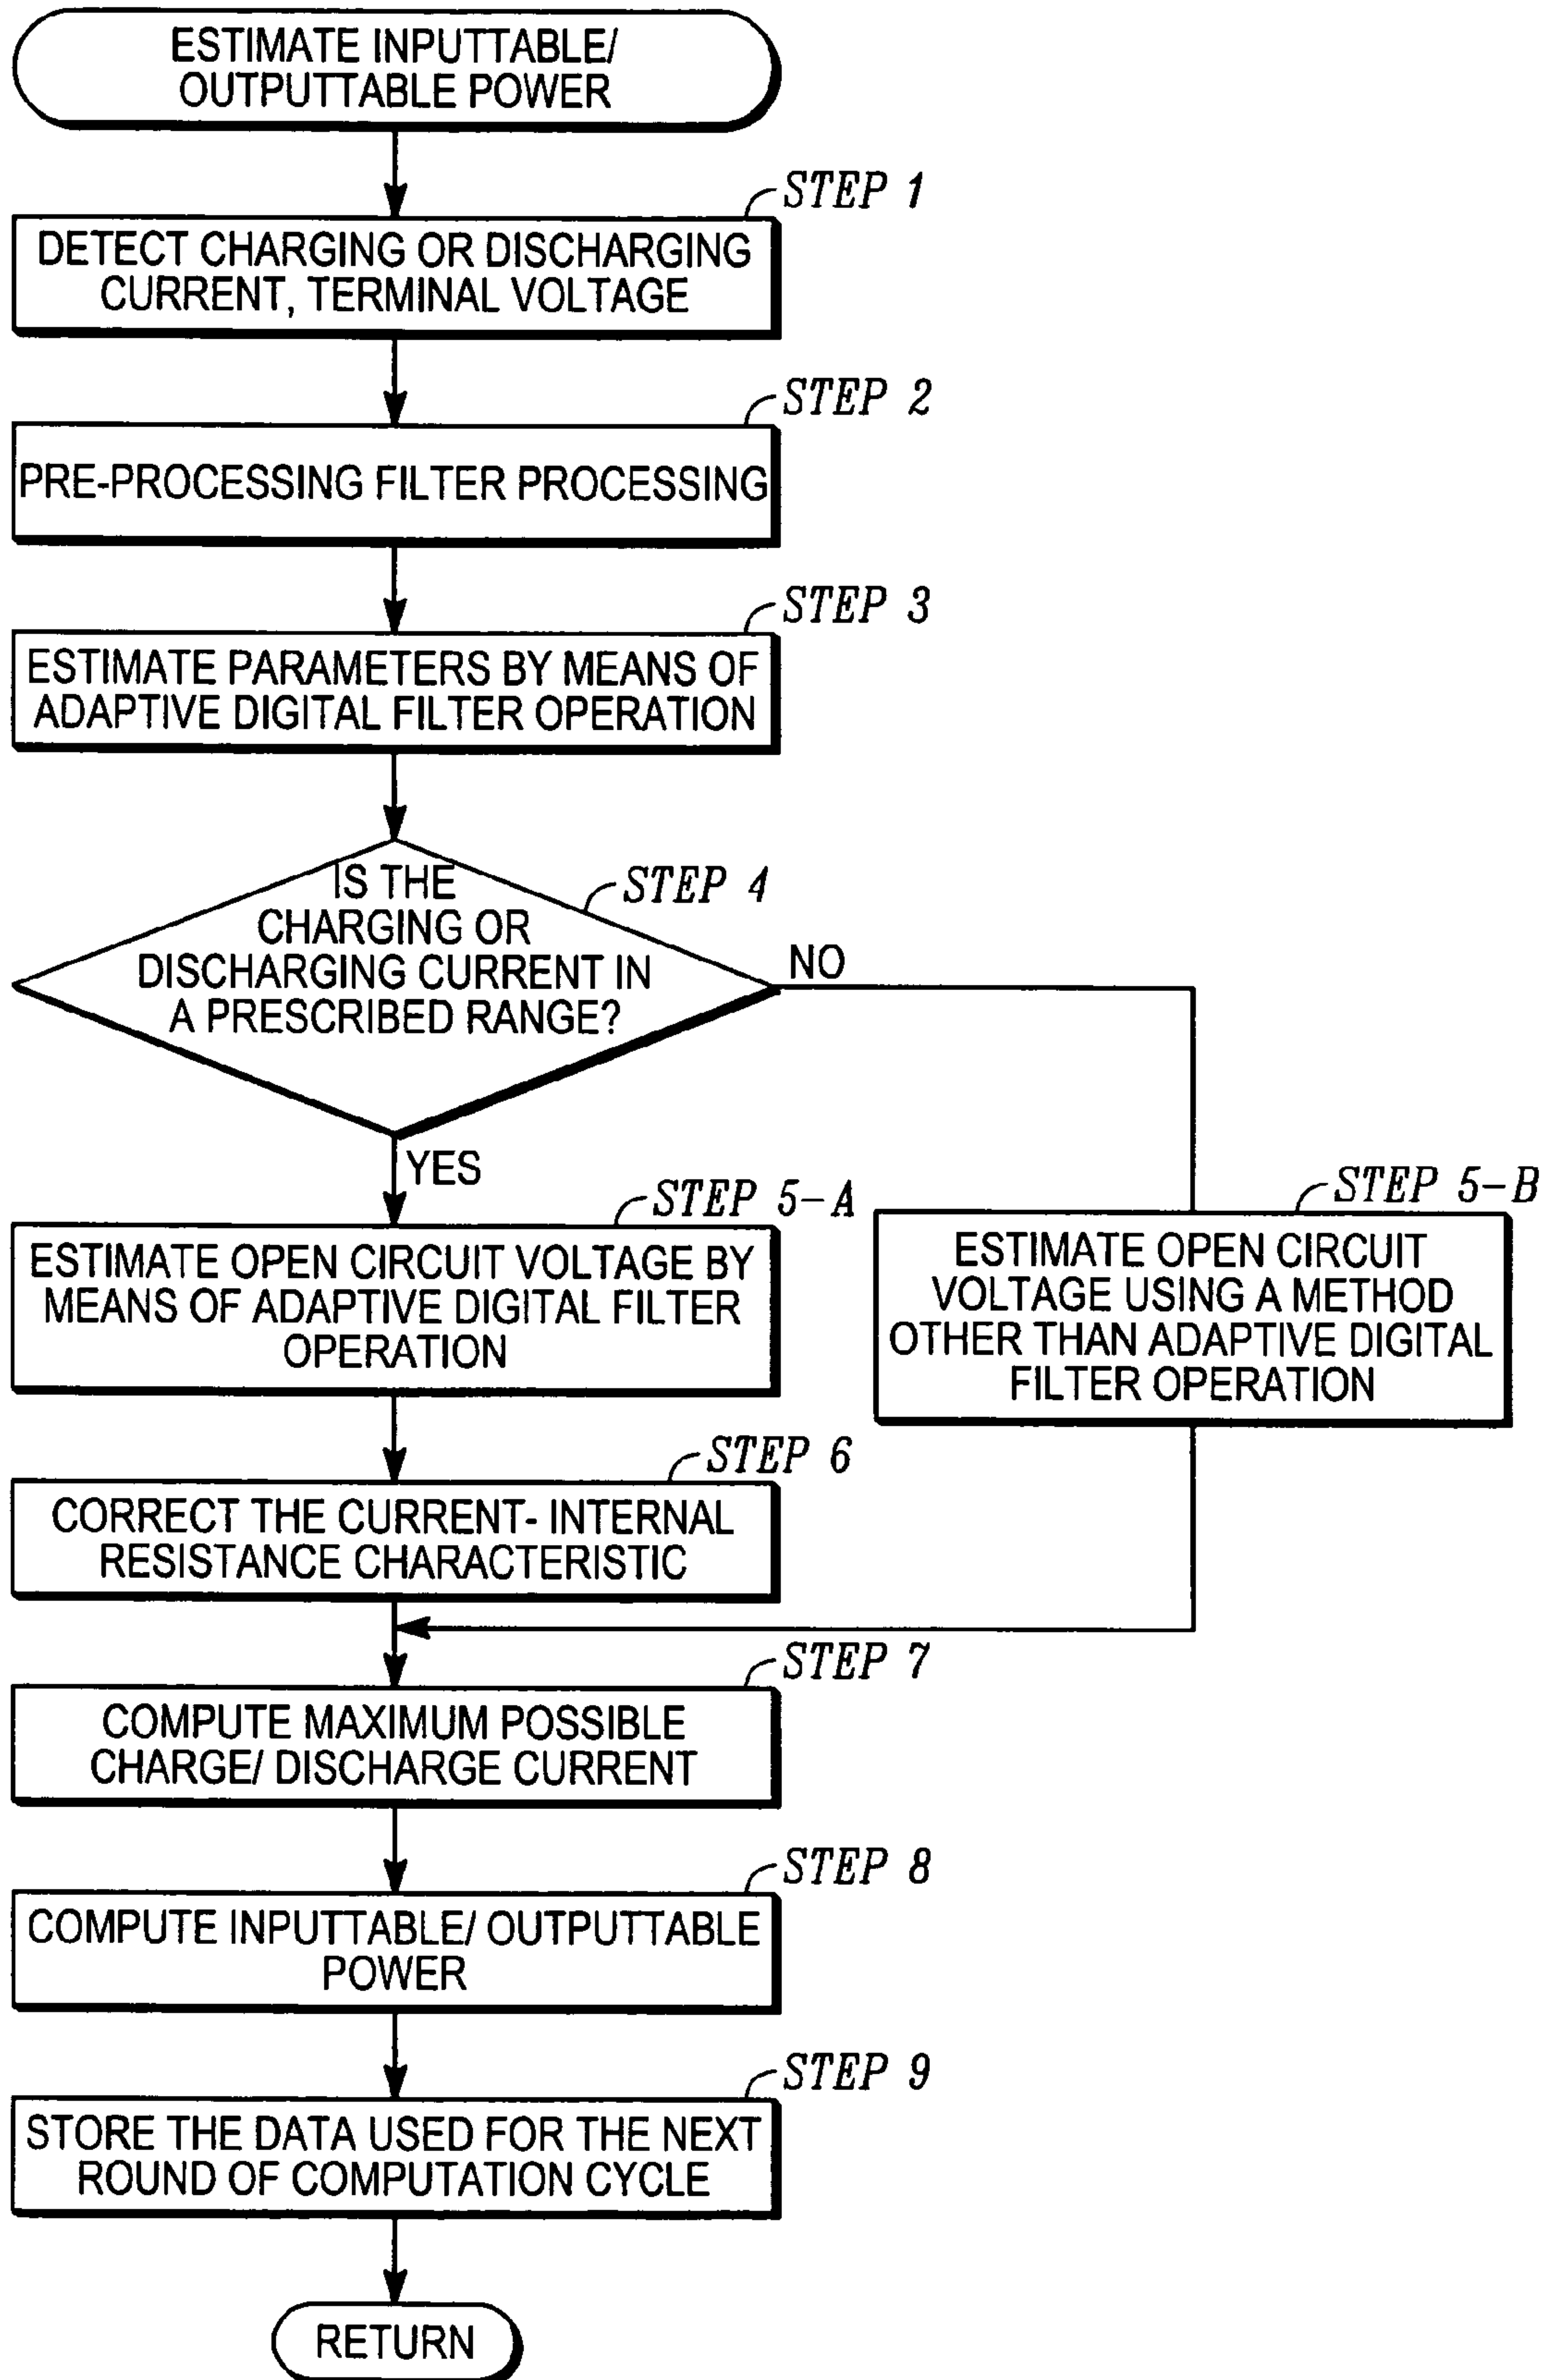 ESTIMATE INPUTTABLE/
OUTPUTTABLE POWER
STEP 1
DETECT CHARGING OR DISCHARGING
CURRENT, TERMINAL VOLTAGE
STEP 2
PRE-PROCESSING FILTER PROCESSING
STEP 3
ESTIMATE PARAMETERS BY MEANS OF
ADAPTIVE DIGITAL FILTER OPERATION
STEP 4
IS THE
CHARGING OR
DISCHARGING CURRENT IN
A PRESCRIBED RANGE?
NO
YES
STEP 5-A
ESTIMATE OPEN CIRCUIT VOLTAGE BY
MEANS OF ADAPTIVE DIGITAL FILTER
OPERATION
STEP 5-B
ESTIMATE OPEN CIRCUIT
VOLTAGE USING A METHOD
OTHER THAN ADAPTIVE DIGITAL
FILTER OPERATION
STEP 6
CORRECT THE CURRENT- INTERNAL
RESISTANCE CHARACTERISTIC
STEP 7
COMPUTE MAXIMUM POSSIBLE
CHARGE/ DISCHARGE CURRENT
STEP 8
COMPUTE INPUTTABLE/ OUTPUTTABLE
POWER
STEP 9
STORE THE DATA USED FOR THE NEXT
ROUND OF COMPUTATION CYCLE
RETURN